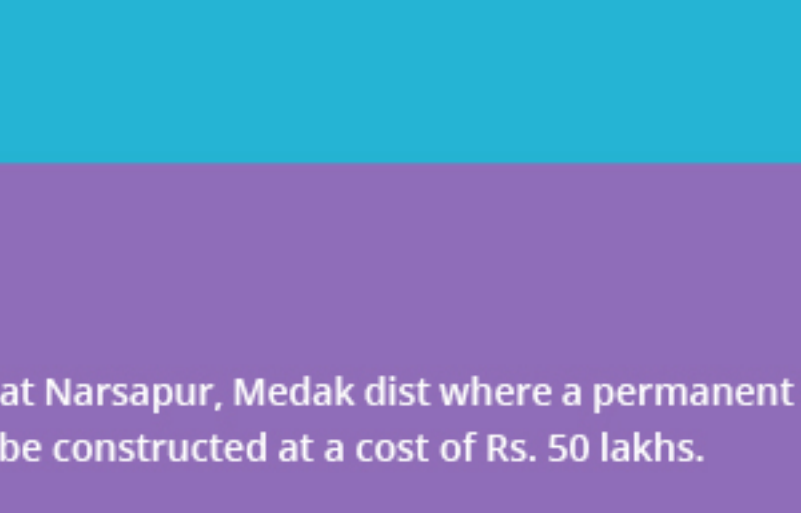 at Narsapur, Medak dist where a permanent
be constructed at a cost of Rs. 50 lakhs.